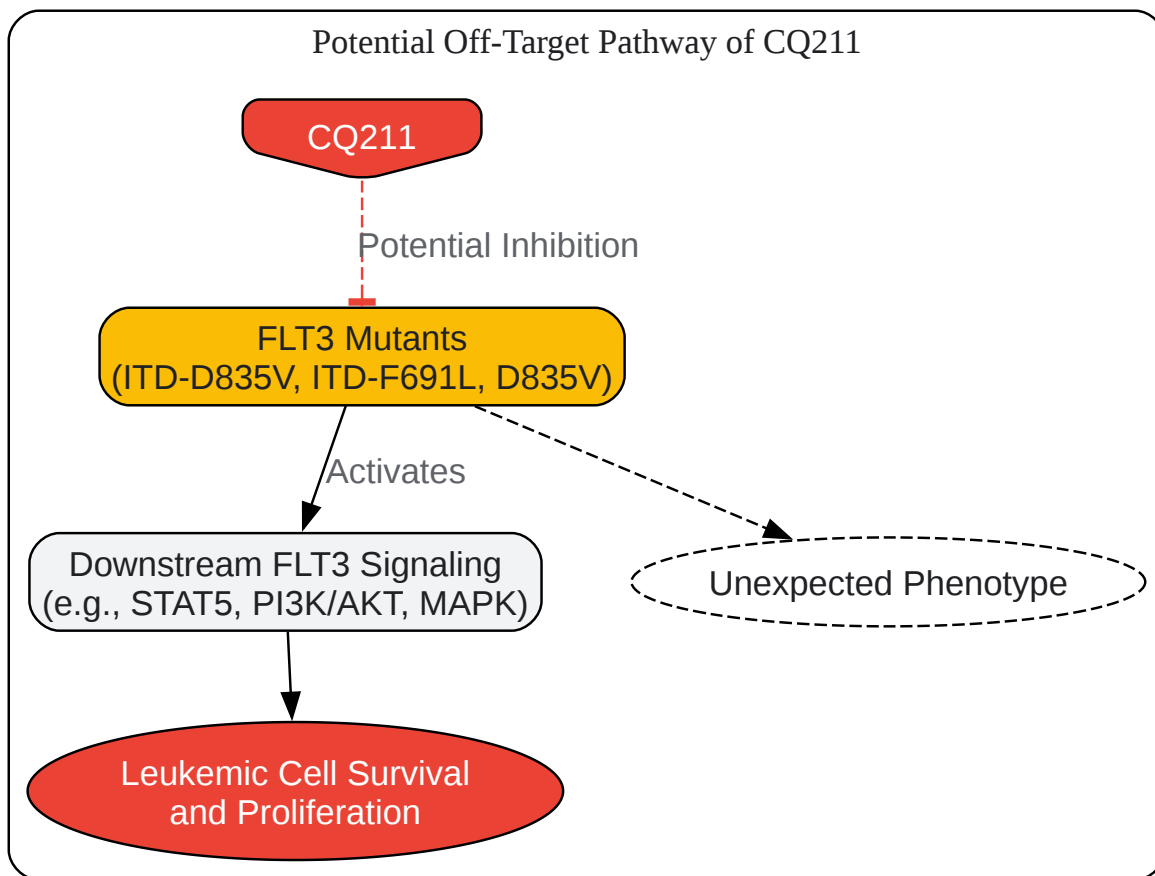 Potential Off-Target Pathway of CQ211
CQ211
Potential Inhibition
FLT3 Mutants
(ITD-D835V, ITD-F691L, D835V)
Activates
Downstream FLT3 Signaling
(e.g., STAT5, PI3K/AKT, MAPK)
Unexpected Phenotype
Leukemic Cell Survival
and Proliferation